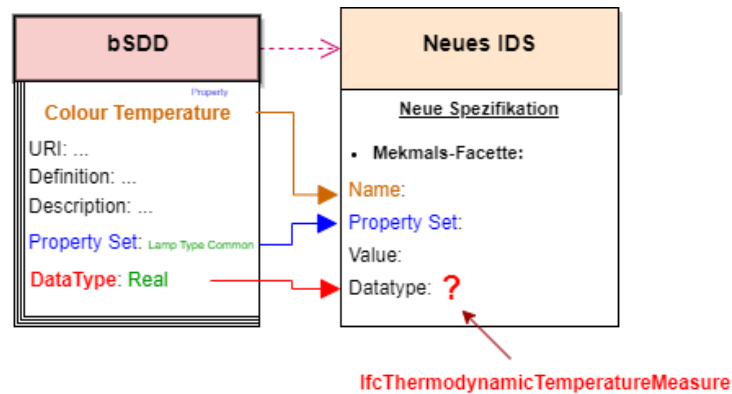 bSDD
Neues IDS
Property
Colour Temperature
URI: ...
Definition: ...
Description: ...
Property Set: Lamp Type Common
DataType: Real
Neue Spezifikation
• Mekmals-Facette:
Name:
Property Set:
Value:
Datatype: ?
IfcThermodynamicTemperatureMeasure